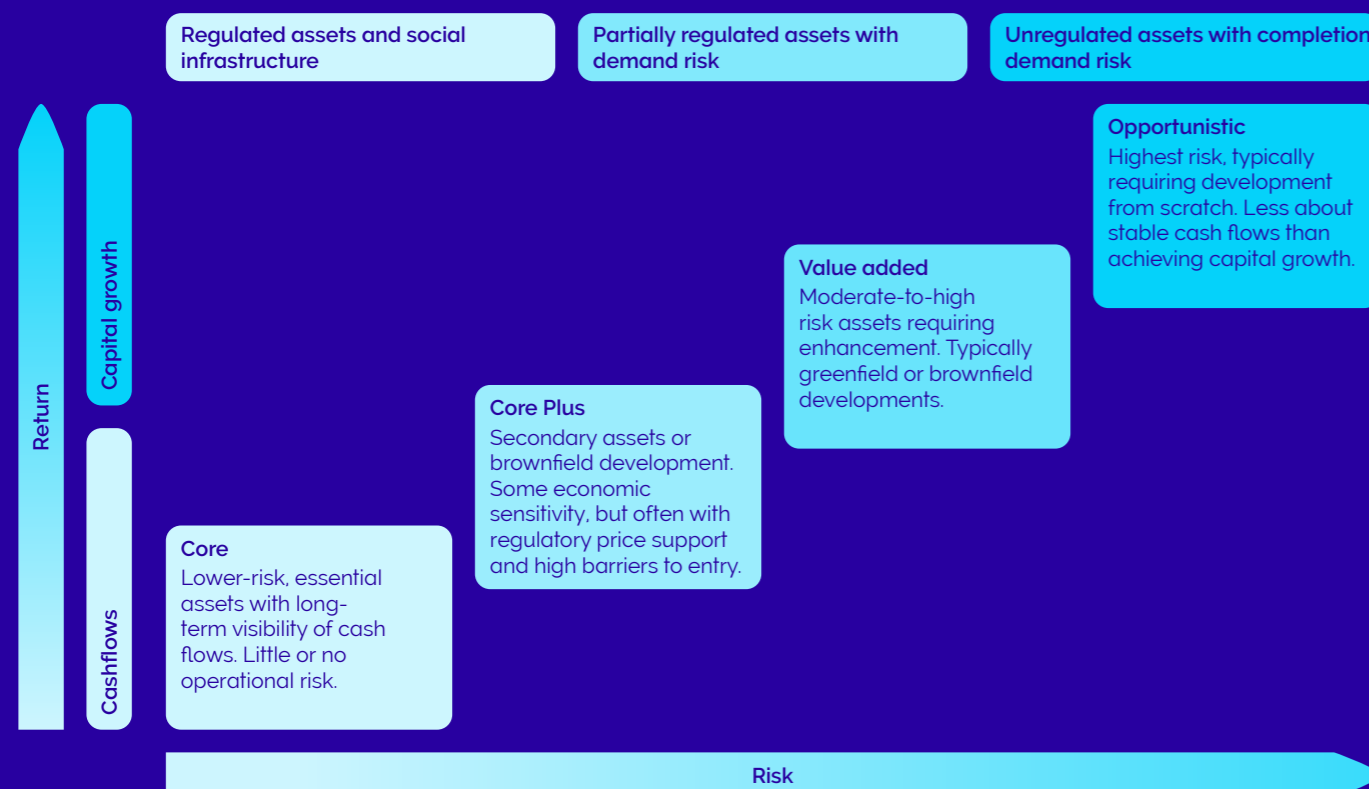 Regulated assets and social
infrastructure
Partially regulated assets with
demand risk
Unregulated assets with completion
demand risk
Return
Capital growth
Cashflows
Opportunistic
Highest risk, typically
requiring development
from scratch. Less about
stable cash flows than
achieving capital growth.
Value added
Moderate-to-high
risk assets requiring
enhancement. Typically
greenfield or brownfield
developments.
Core Plus
Secondary assets or
brownfield development.
Some economic
sensitivity, but often with
regulatory price support
and high barriers to entry.
Core
Lower-risk, essential
assets with long-
term visibility of cash
flows. Little or no
operational risk.
Risk